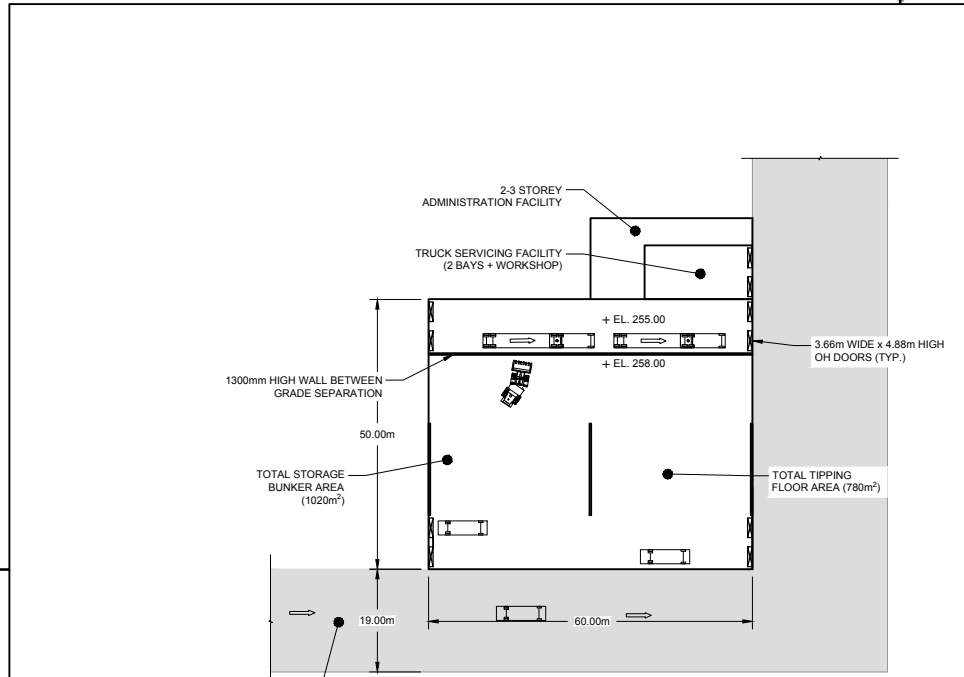 2-3 STOREY
ADMINISTRATION FACILITY
TRUCK SERVICING FACILITY
(2 BAYS + WORKSHOP)
+ EL. 255.00
3.66m WIDE x 4.88m HIGH
OH DOORS (TYP.)
+ EL. 258.00
1300mm HIGH WALL BETWEEN
GRADE SEPARATION
50.00m
TOTAL STORAGE
BUNKER AREA
(1020m²)
TOTAL TIPPING
FLOOR AREA (780m²)
19.00m
60.00m